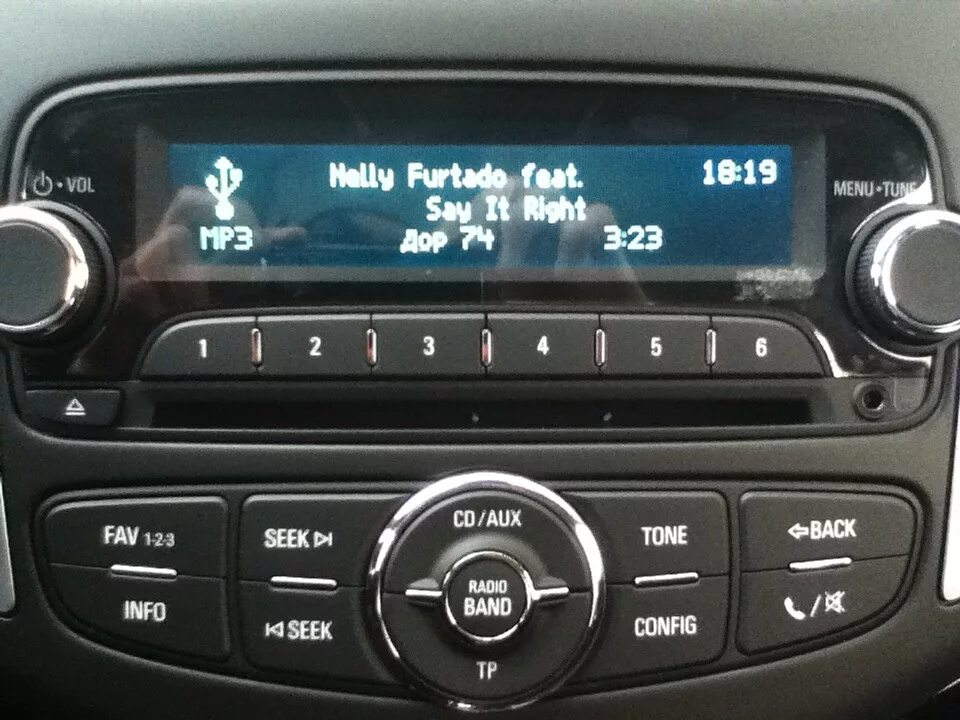 VOL
Nelly Furtado feat. 18:19
Say It Right
MP3 Дор 74 3:23
MENU•TUNE
1 2 3 4 5 6
FAV 1-2-3
SEEK
CD/AUX
TONE
BACK
INFO
SEEK
RADIO
BAND
CONFIG
/
TP